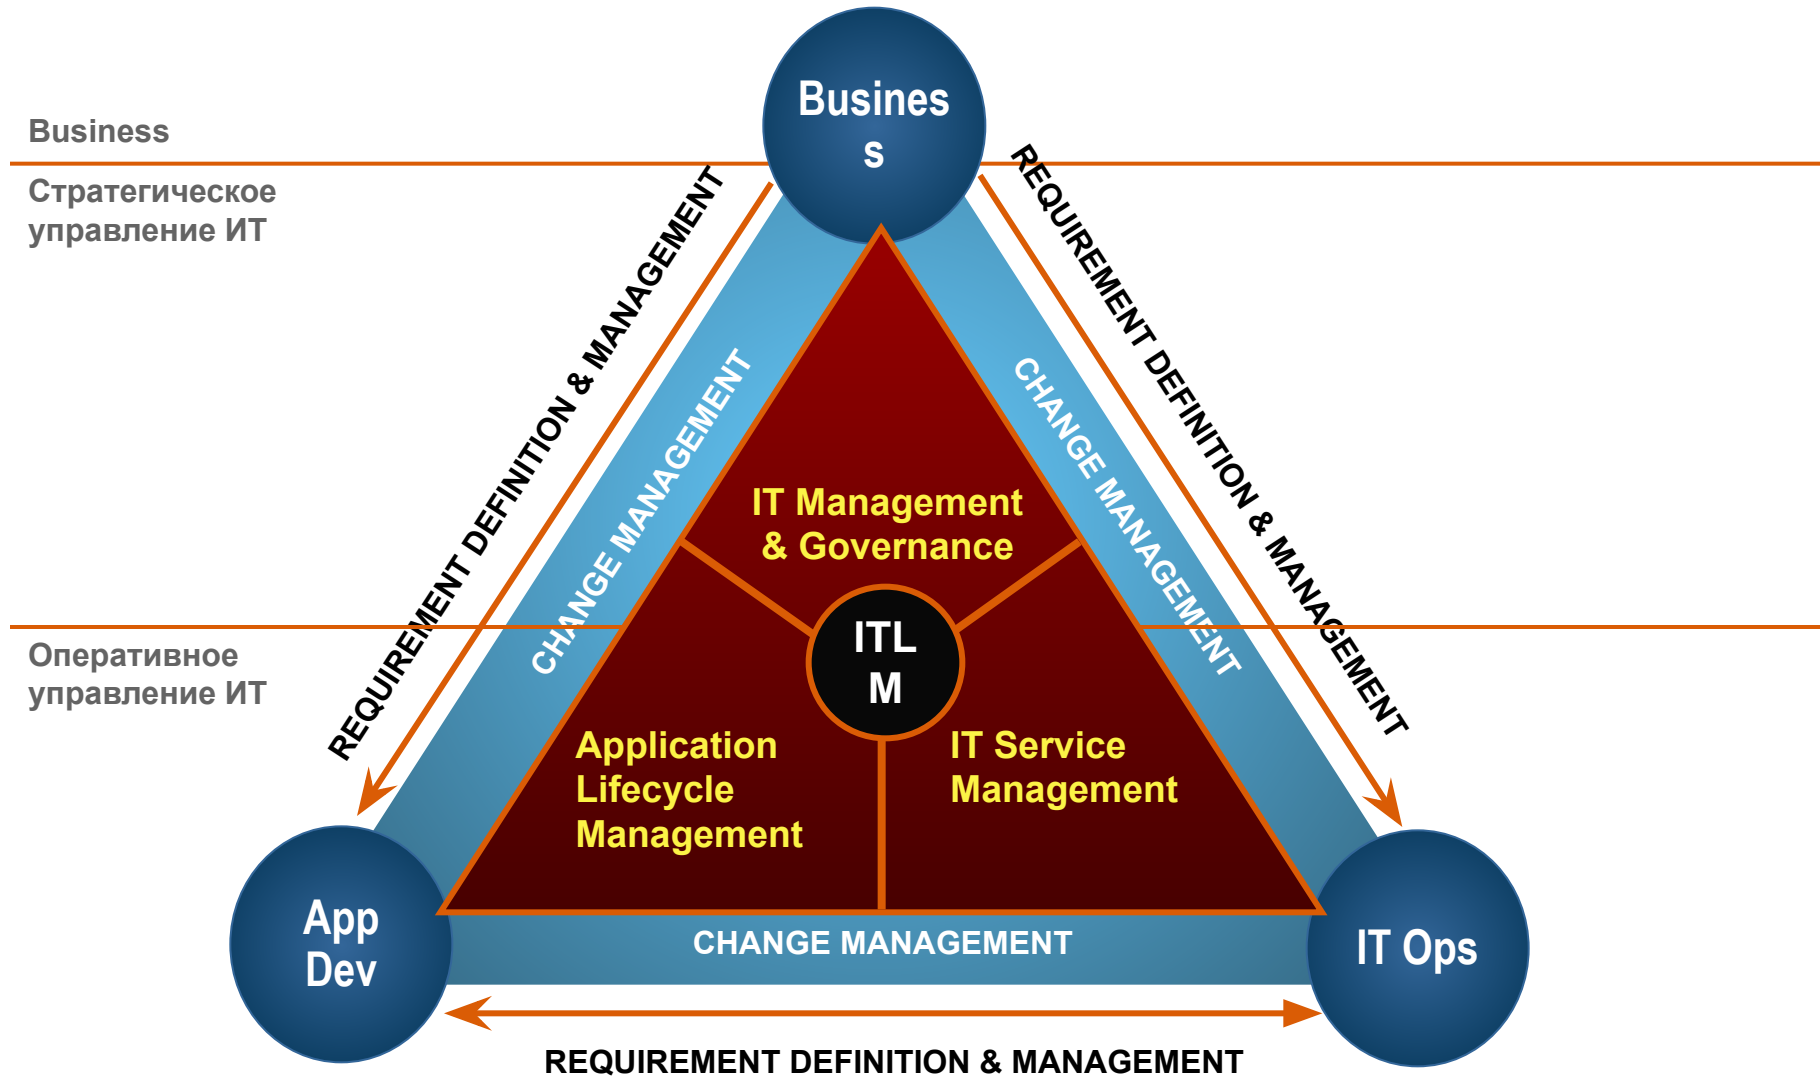 Busines
s
Business
Стратегическое
управление ИТ
REQUIREMENT DEFINITION & MANAGEMENT
REQUIREMENT DEFINITION & MANAGEMENT
CHANGE MANAGEMENT
CHANGE MANAGEMENT
IT Management
& Governance
ITL
M
Оперативное
управление ИТ
Application
Lifecycle
Management
IT Service
Management
App
Dev
CHANGE MANAGEMENT
IT Ops
REQUIREMENT DEFINITION & MANAGEMENT